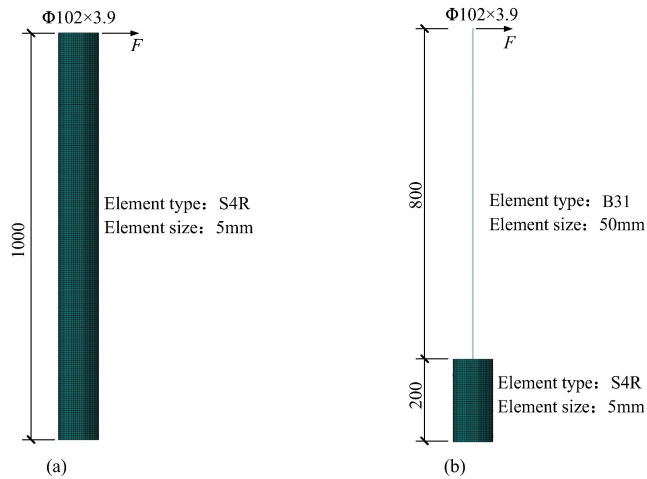 Φ102×3.9
F
1000
Element type：S4R
Element size：5mm
(a)
Φ102×3.9
F
800
Element type：B31
Element size：50mm
200
Element type：S4R
Element size：5mm
(b)